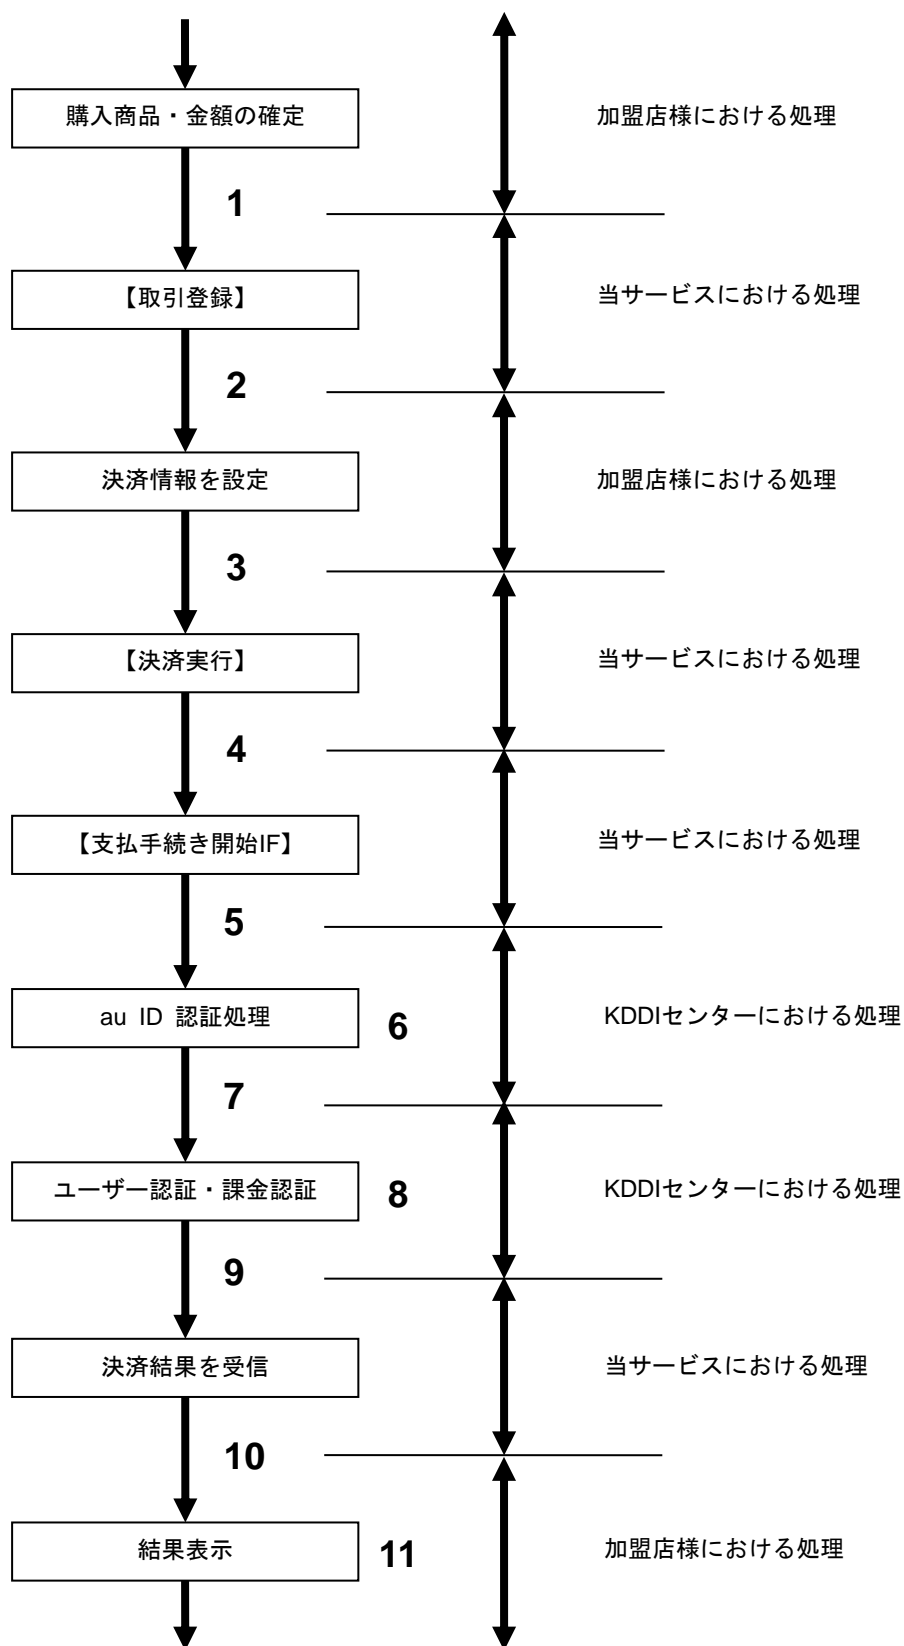 購入商品・金額の確定
加盟店様における処理
1
【取引登録】
当サービスにおける処理
2
決済情報を設定
加盟店様における処理
3
【決済実行】
当サービスにおける処理
4
【支払手続き開始IF】
当サービスにおける処理
5
au ID 認証処理
6
KDDIセンターにおける処理
7
ユーザー認証・課金認証
8
KDDIセンターにおける処理
9
決済結果を受信
当サービスにおける処理
10
結果表示
11
加盟店様における処理